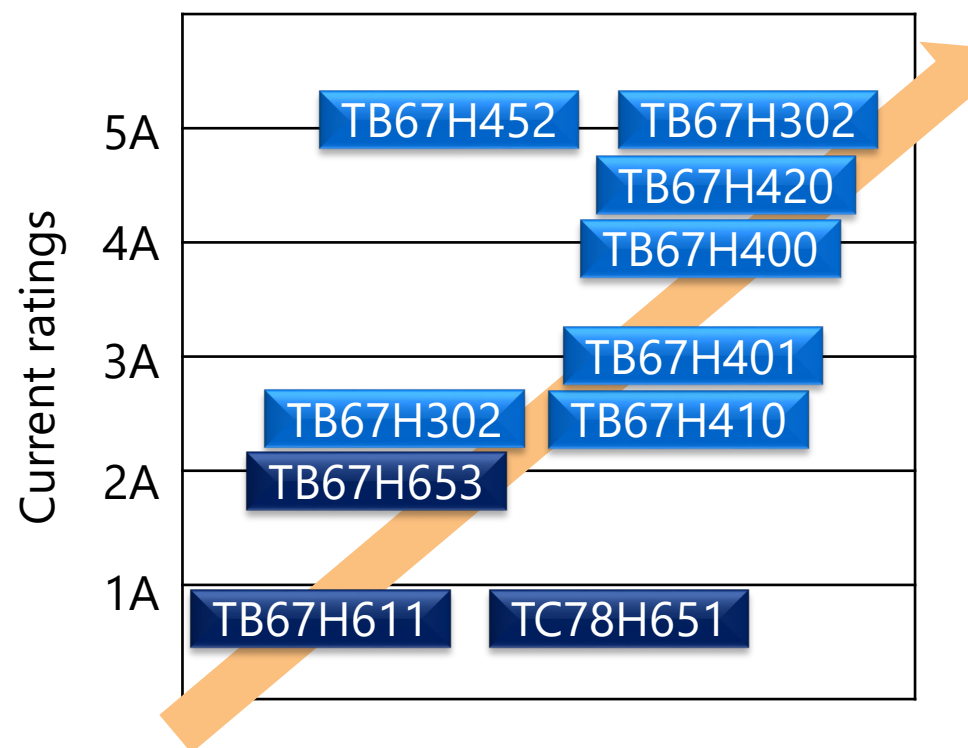 5A
TB67H452
TB67H302
TB67H420
4A
TB67H400
Current ratings
3A
TB67H401
TB67H302
TB67H410
2A
TB67H653
1A
TB67H611
TC78H651